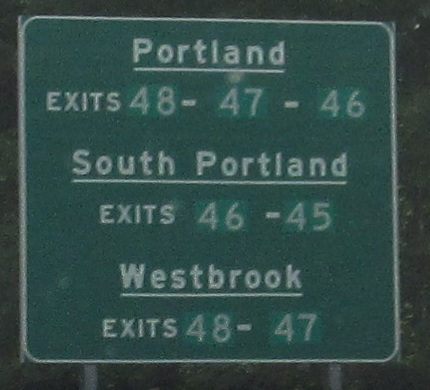 Portland
EXITS 48- 47 - 46
South Portland
EXITS 46 -45
Westbrook
EXITS 48- 47